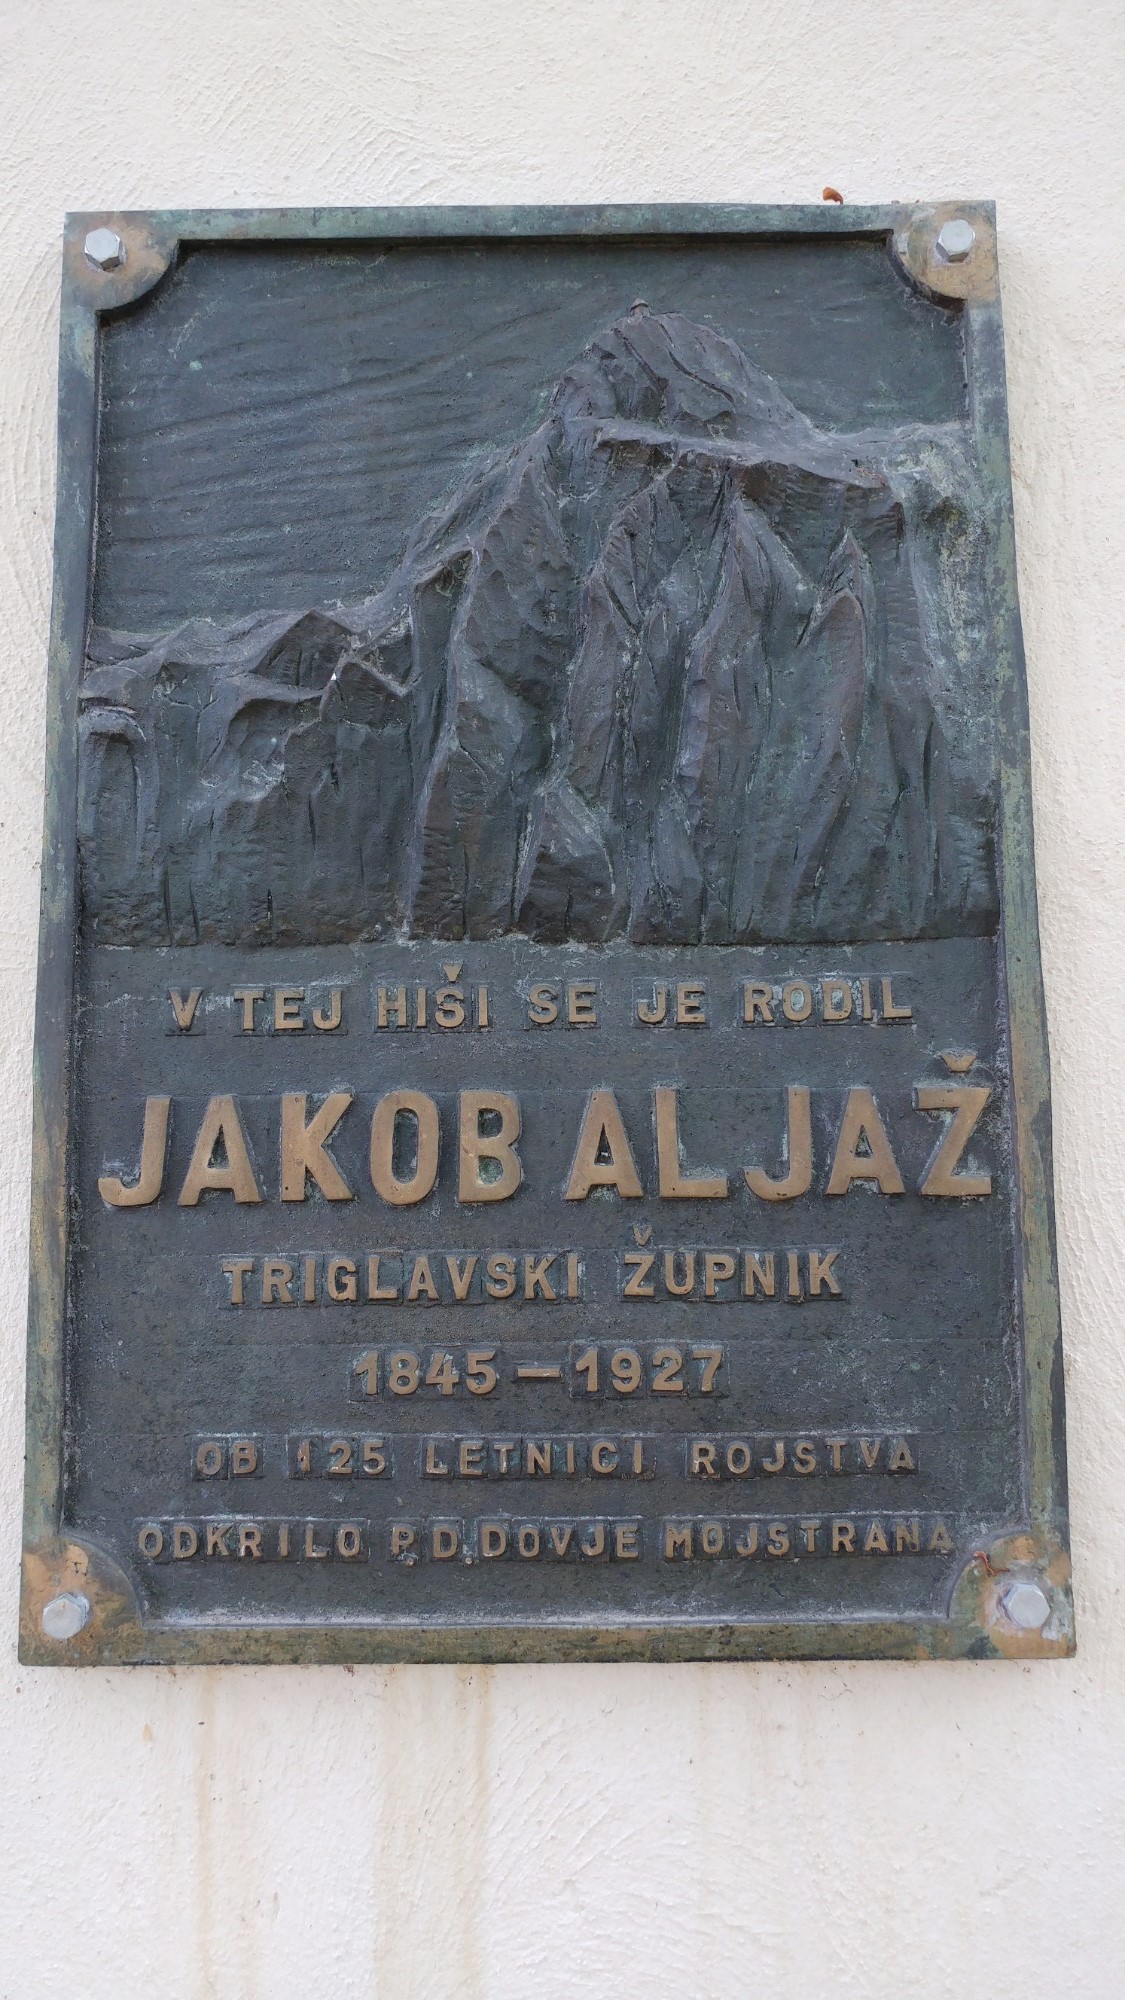 V TEJ HIŠI SE JE RODIL
JAKOB ALJAŽ
TRIGLAVSKI ŽUPNIK
1845 – 1927
OB 125 LETNICI ROJSTVA
ODKRILO P.D. DOVJE MOJSTRANA